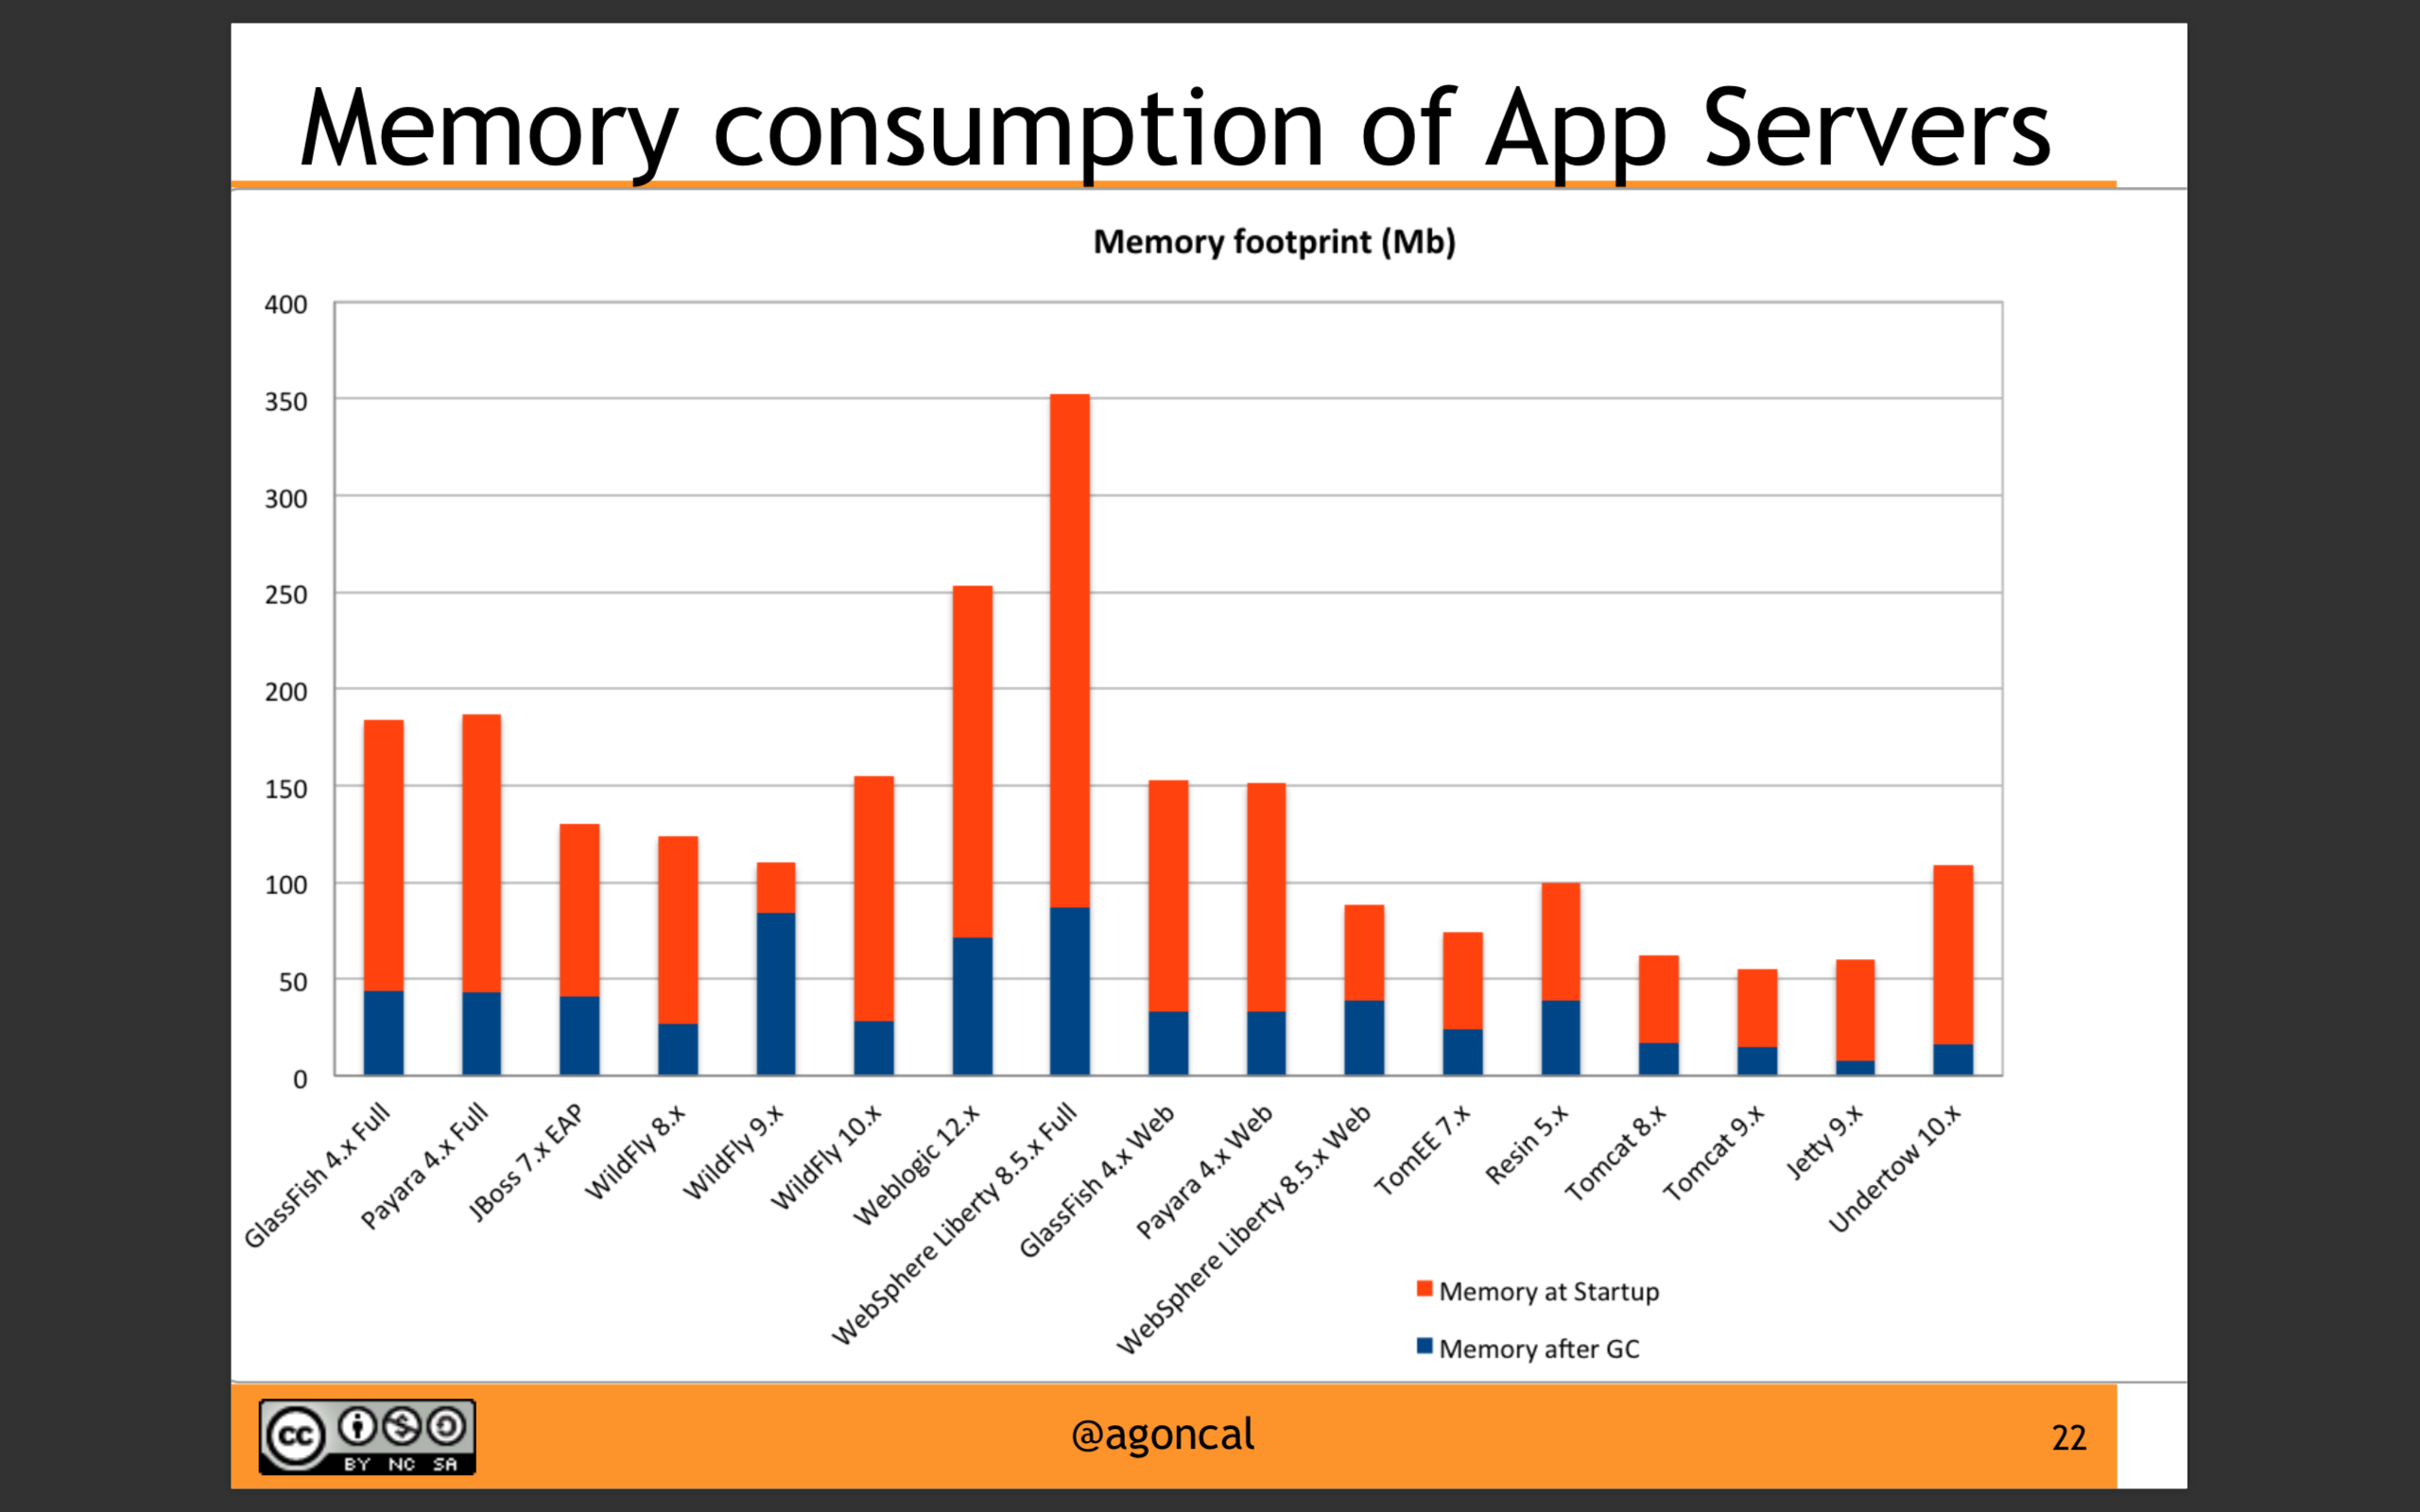 Memory consumption of App Servers
Memory footprint (Mb)
400
350
300
250
200
150
100
50
0
GlassFish 4.x Full
Payara 4.x Full
JBoss 7.x EAP
WildFly 8.x
WildFly 9.x
WildFly 10.x
Weblogic 12.x
WebSphere Liberty 8.5.x Full
GlassFish 4.x Web
Payara 4.x Web
WebSphere Liberty 8.5.x Web
TomEE 7.x
Resin 5.x
Tomcat 8.x
Tomcat 9.x
Jetty 9.x
Undertow 10.x
Memory at Startup
Memory after GC
cc
BY NC SA
@agoncal
22